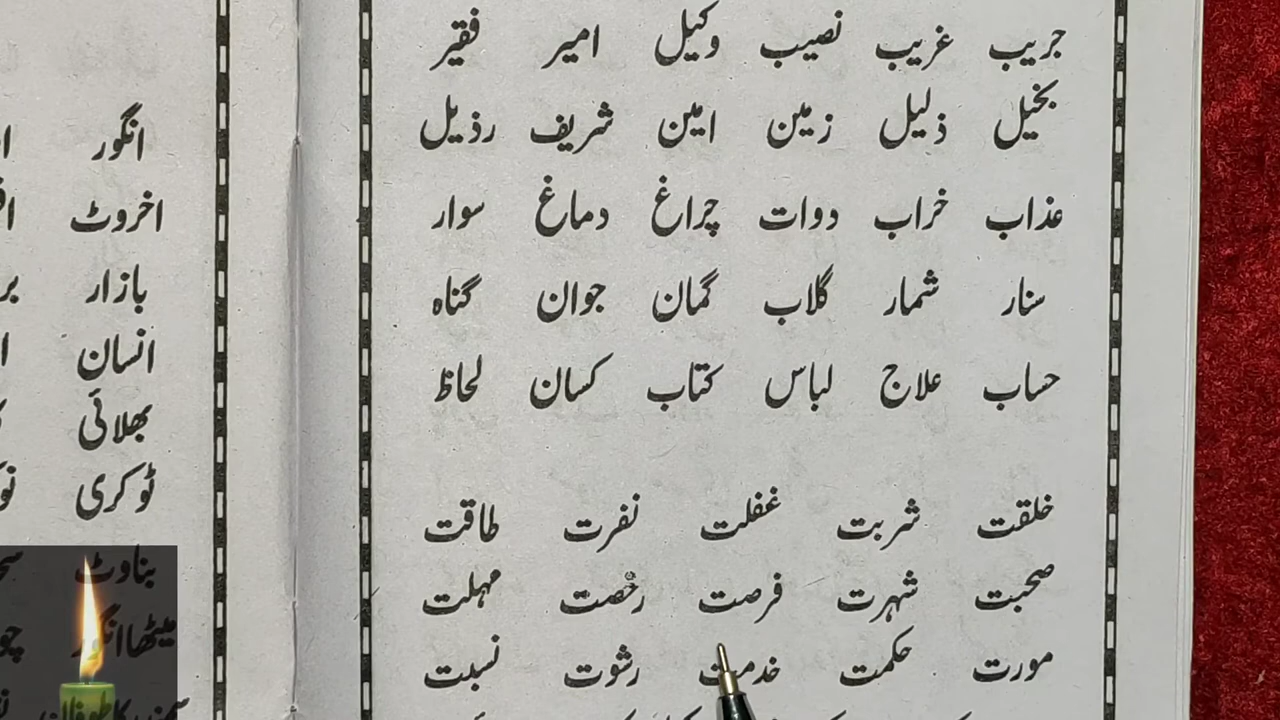 جریب غریب نصیب وکیل امیر فقیر
بخیل ذلیل زمین امین شریف رذیل
عذاب خراب دوات چراغ دماغ سوار
سنار شمار گلاب گمان جوان گناہ
حساب علاج لباس کتاب کسان لحاظ
خلقت شربت غفلت نفرت طاقت
صحبت شہرت فرصت رخصت مہلت
مورت حکمت خدمت رشوت نسبت
انگور
اخروٹ
بازار
انسان
بھلائی
ٹوکری
بناوٹ
میٹھا انگور